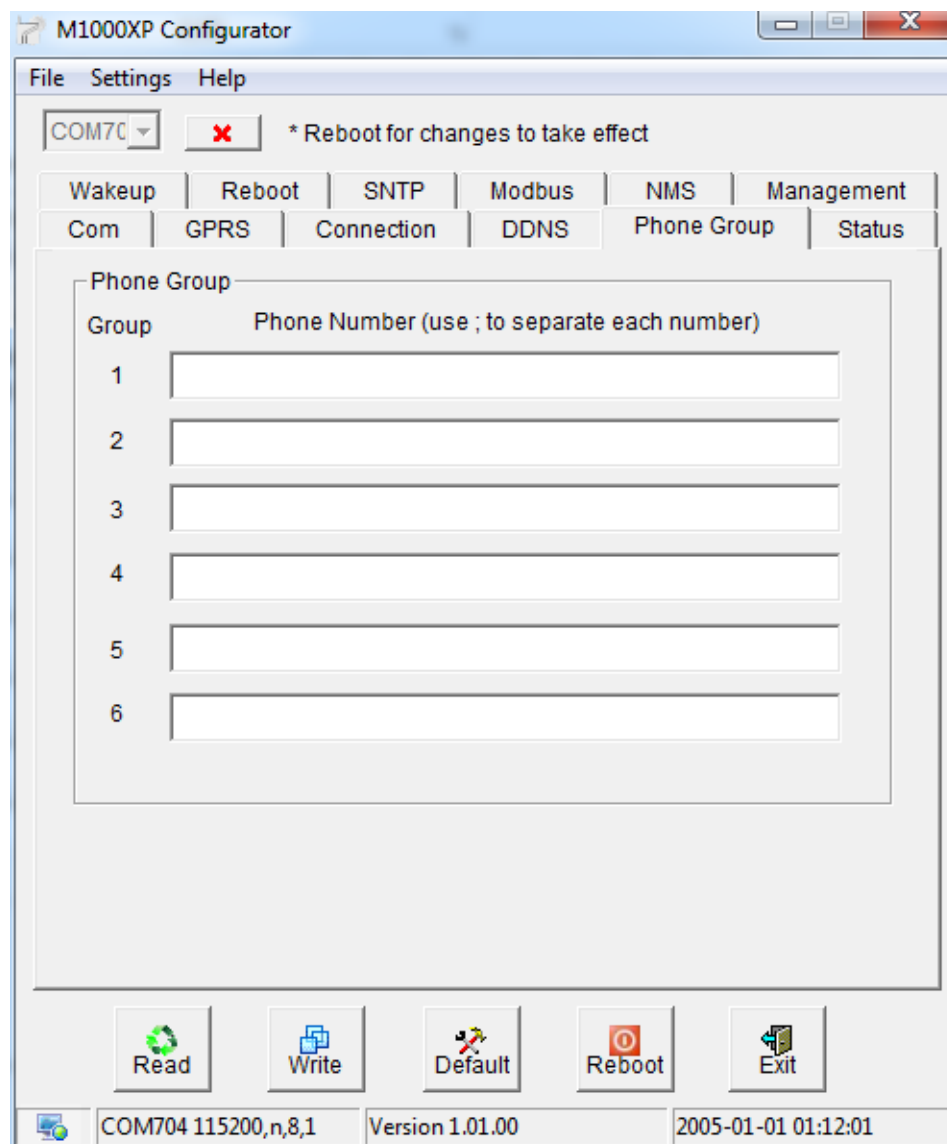 M1000XP Configurator
File Settings Help
COM70 * Reboot for changes to take effect
Wakeup Reboot SNTP Modbus NMS Management
Com GPRS Connection DDNS Phone Group Status
Phone Group
Group Phone Number (use ; to separate each number)
1
2
3
4
5
6
Read Write Default Reboot Exit
COM704 115200,n,8,1 Version 1.01.00 2005-01-01 01:12:01